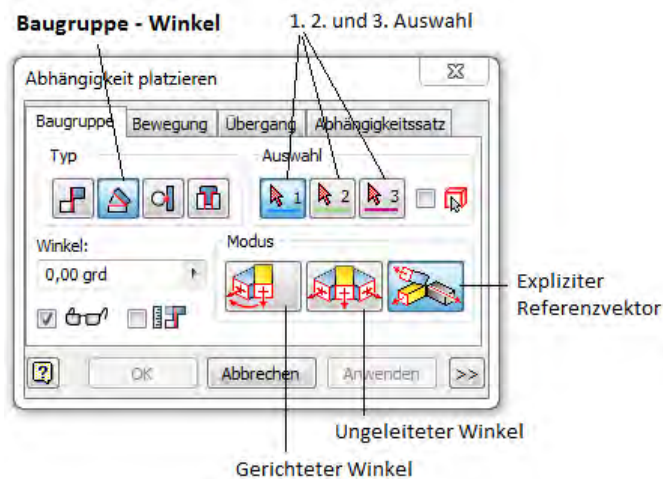 Baugruppe - Winkel
1. 2. und 3. Auswahl
Abhängigkeit platzieren
Baugruppe Bewegung Übergang Abhängigkeitssatz
Typ
Auswahl
1 2 3
Winkel:
Modus
0,00 grd
Expliziter
Referenzvektor
OK Abbrechen Anwenden >>
Ungeleiteter Winkel
Gerichteter Winkel